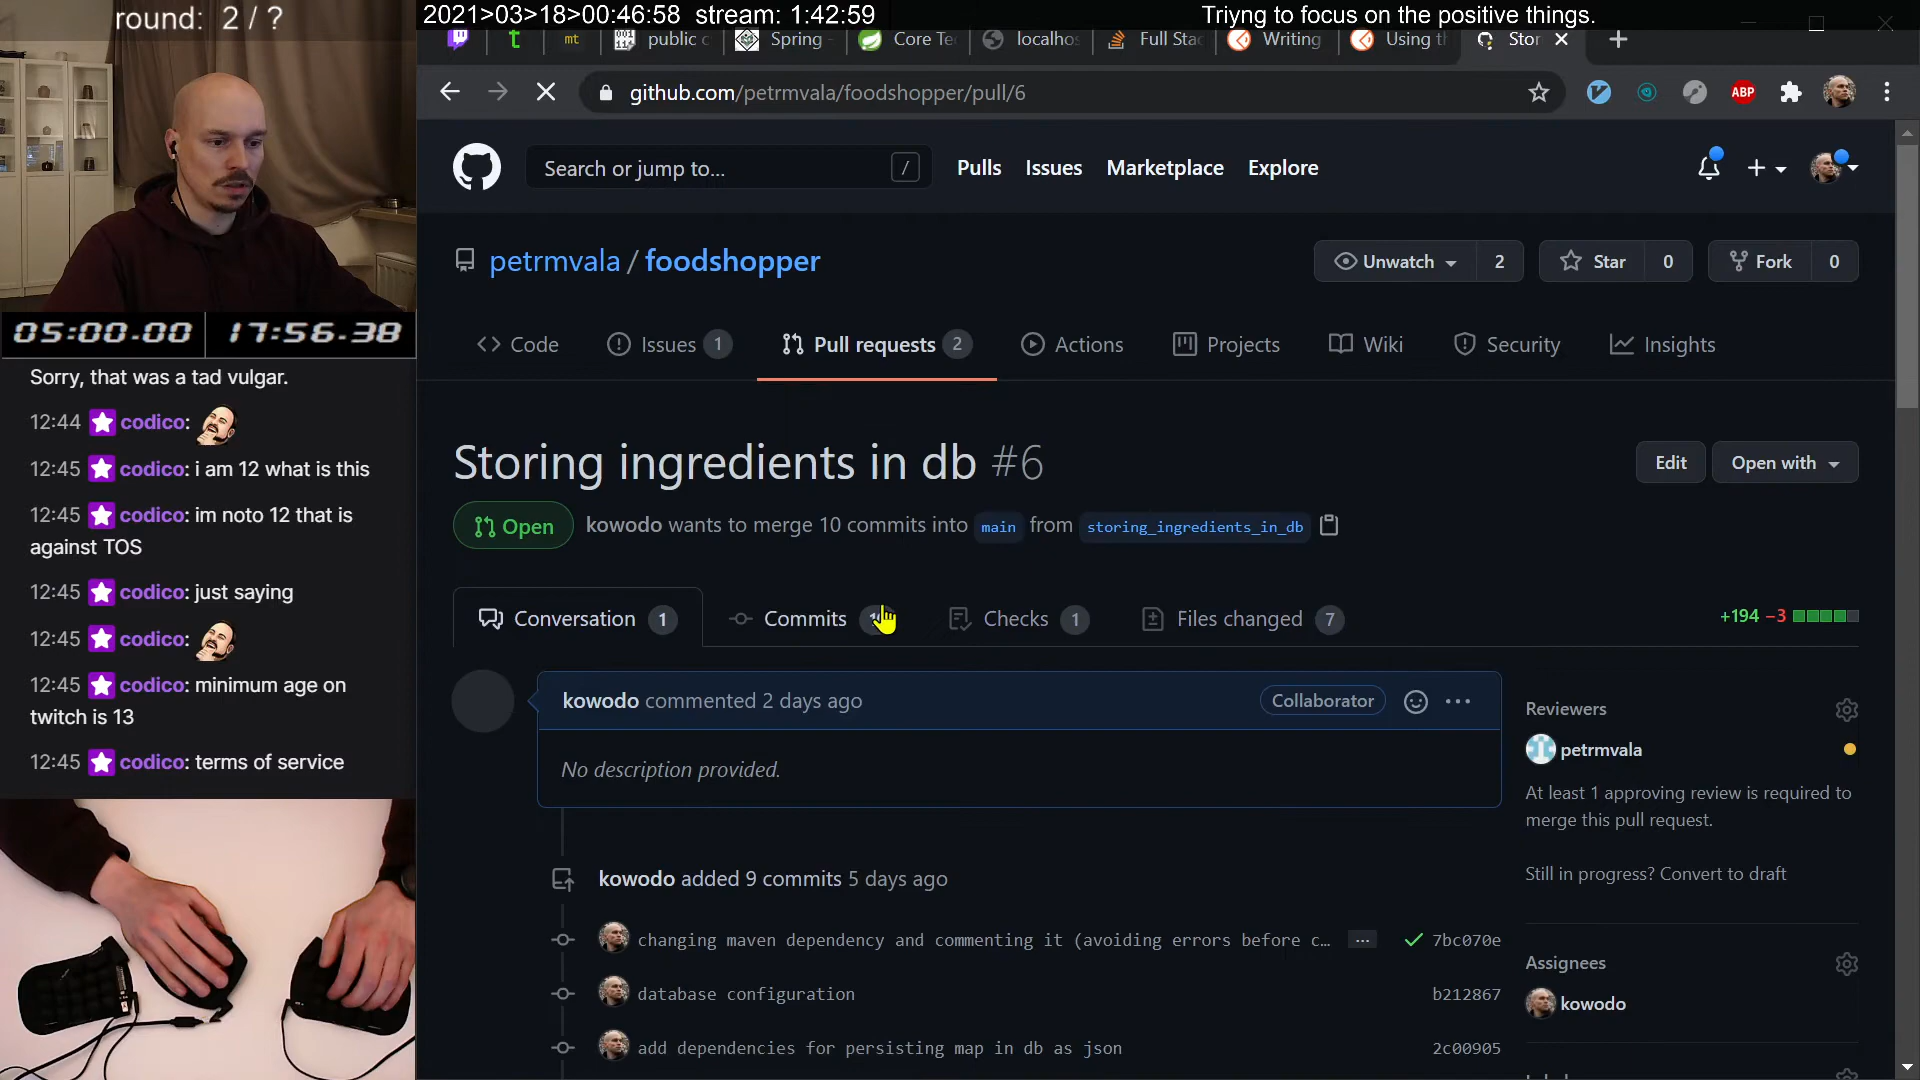 round: 2 / ?
2021>03>18>00:46:58 stream: 1:42:59
Triyng to focus on the positive things.
t
mt
public c
Spring -
Core Te
localhos
Full Stac
Writing
Using th
Stor
github.com/petrmvala/foodshopper/pull/6
ABP
Search or jump to...
/
Pulls
Issues
Marketplace
Explore
petrmvala / foodshopper
Unwatch 2
Star 0
Fork 0
Code
Issues 1
Pull requests 2
Actions
Projects
Wiki
Security
Insights
Storing ingredients in db #6
Edit
Open with
Open
kowodo wants to merge 10 commits into main from storing_ingredients_in_db
Conversation 1
Commits
Checks 1
Files changed 7
+194 −3
kowodo commented 2 days ago
Collaborator
No description provided.
kowodo added 9 commits 5 days ago
changing maven dependency and commenting it (avoiding errors before c… ...
7bc070e
database configuration
b212867
add dependencies for persisting map in db as json
2c00905
Reviewers
petrmvala
At least 1 approving review is required to
merge this pull request.
Still in progress? Convert to draft
Assignees
kowodo
05:00.00
17:56.38
Sorry, that was a tad vulgar.
12:44 codico:
12:45 codico: i am 12 what is this
12:45 codico: im noto 12 that is
against TOS
12:45 codico: just saying
12:45 codico:
12:45 codico: minimum age on
twitch is 13
12:45 codico: terms of service